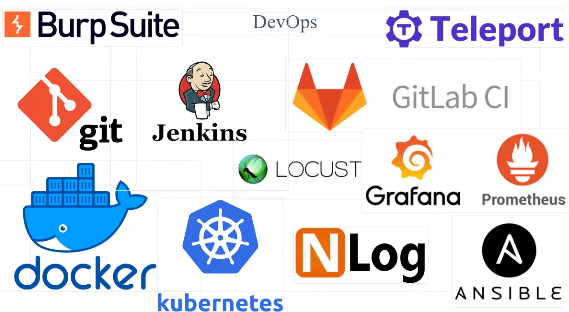 Burp Suite
DevOps
Teleport
git
Jenkins
GitLab CI
LOCUST
Grafana
Prometheus
docker
kubernetes
NLog
ANSIBLE